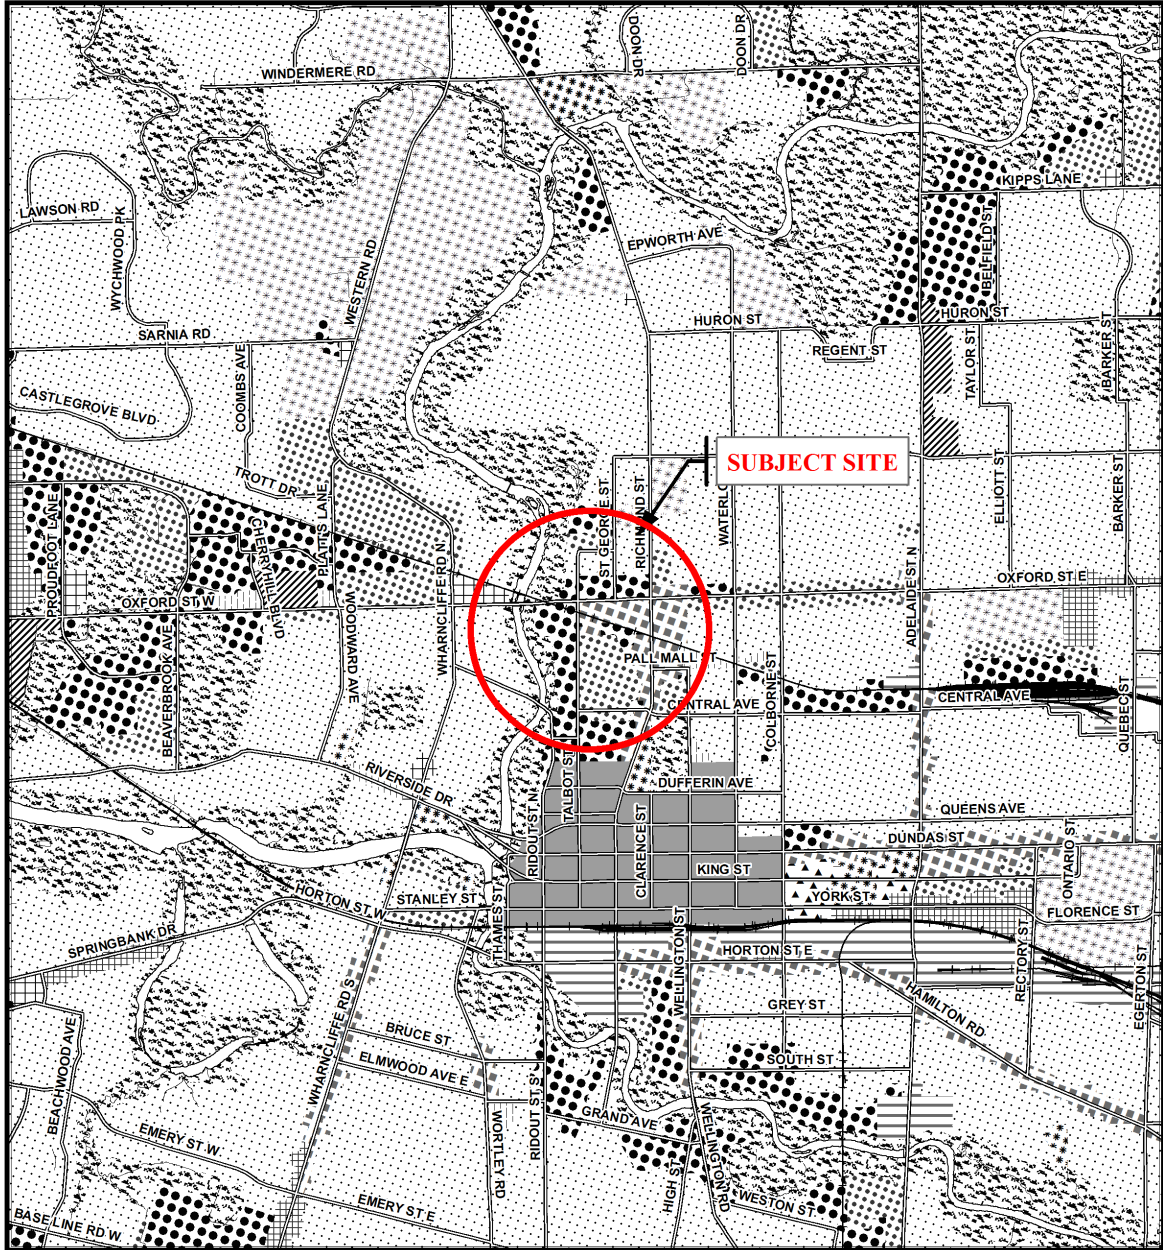 DOON DR
DOON DR
WINDERMERE RD
KIPPS LANE
LAWSON RD
WYCHWOOD PK
BELFIELD ST
EPWORTH AVE
WESTERN RD
HURON ST
HURON ST
SARNIA RD
REGENT ST
COOMBS AVE
TAYLOR ST
BARKER ST
CASTLEGROVE BLVD
SUBJECT SITE
TROTT DR
PROUDFOOT LANE
CHERRYHILL BLVD
PLATTS LANE
ST GEORGE ST
RICHMOND ST
ELLIOTT ST
BARKER ST
WHARNCLIFFE RD N
ADELAIDE ST N
OXFORD ST E
OXFORD ST W
WOODWARD AVE
BEAVERBROOK AVE
PALL MALL ST
COLBORNE ST
CENTRAL AVE
CENTRAL AVE
QUEBEC ST
RIVERSIDE DR
TALBOT ST
DUFFERIN AVE
RIDOUT ST N
CLARENCE ST
QUEENS AVE
DUNDAS ST
ONTARIO ST
KING ST
HORTON ST W
STANLEY ST
YORK ST
FLORENCE ST
THAMES ST
SPRINGBANK DR
WELLINGTON ST
HORTON ST E
RECTORY ST
EGERTON ST
WHARNCLIFFE RD S
GREY ST
HAMILTON RD
BEACHWOOD AVE
BRUCE ST
ELMWOOD AVE E
SOUTH ST
RIDOUT ST S
GRAND AVE
WELLINGTON RD
EMERY ST W
WORTLEY RD
HIGH ST
WESTON ST
EMERY ST E
BASE LINE RD W